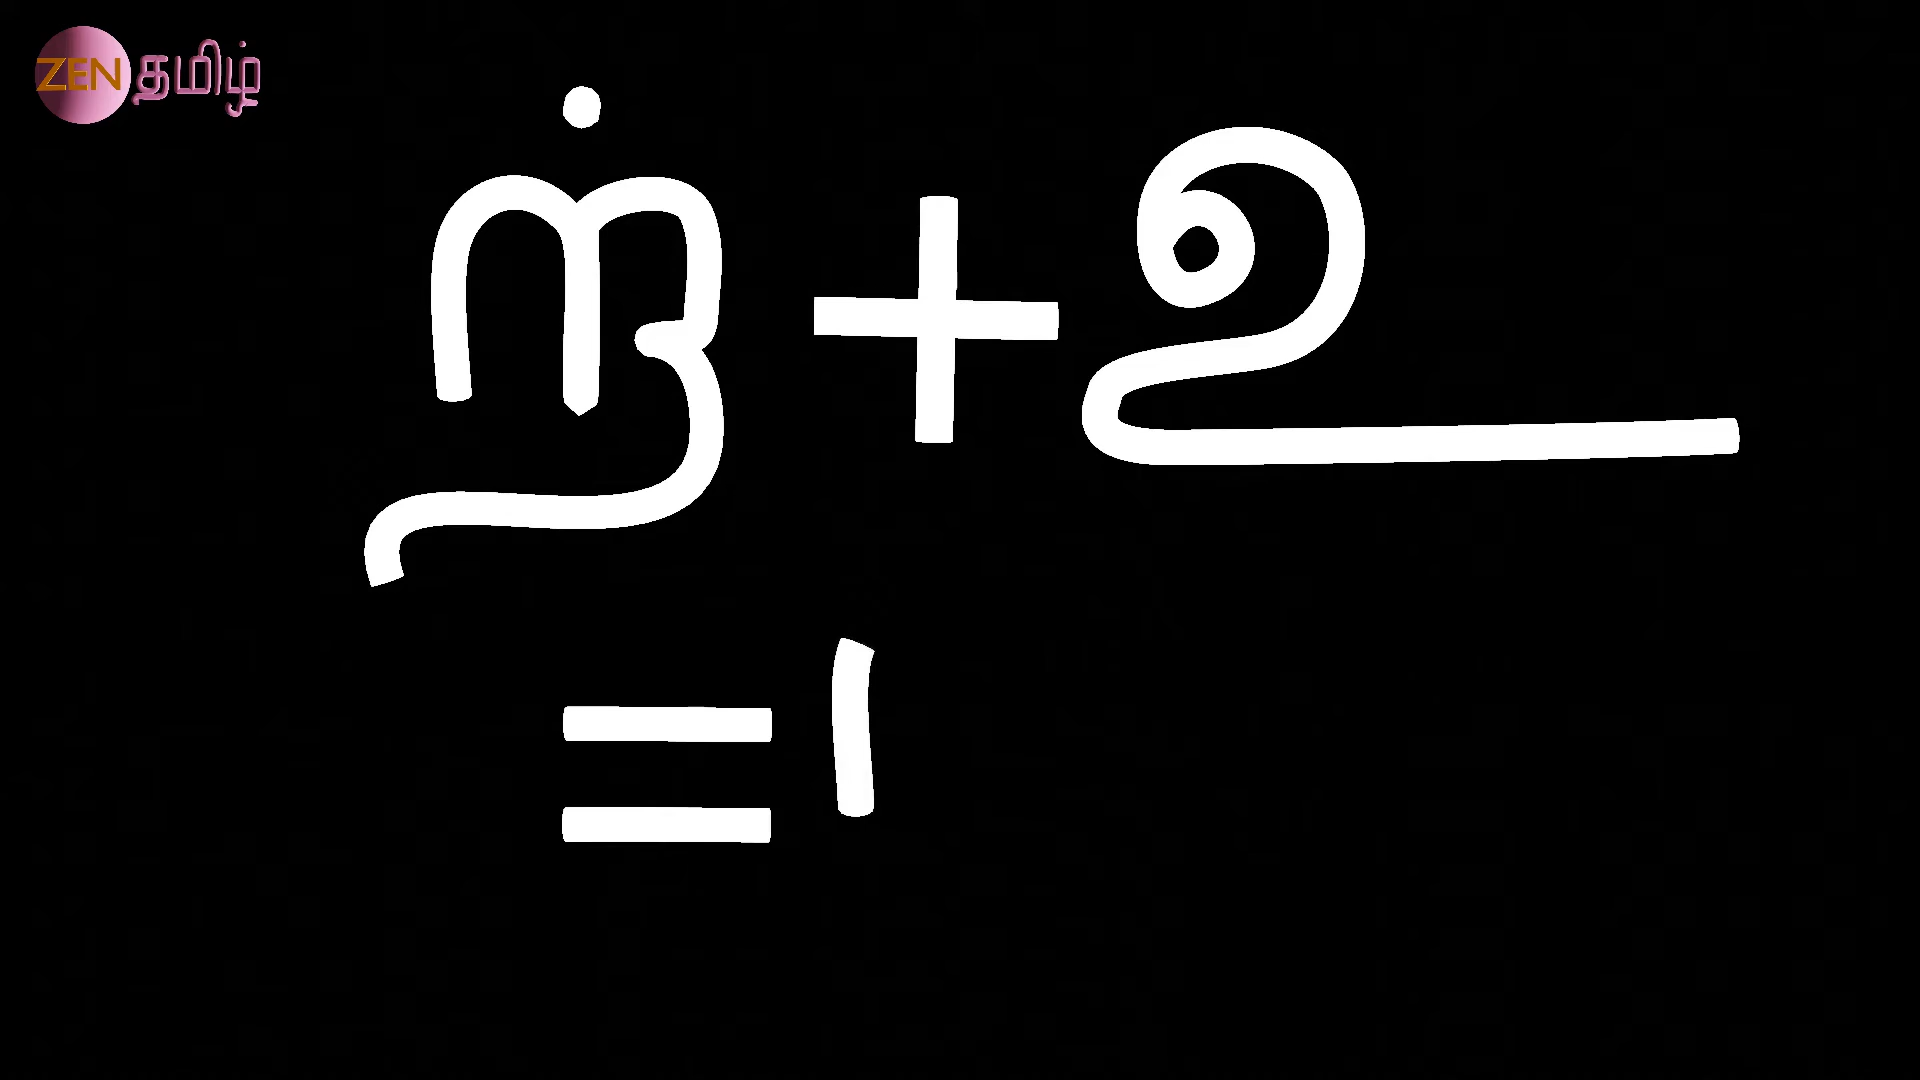 ZEN தமிழ்
ற் + உ
=